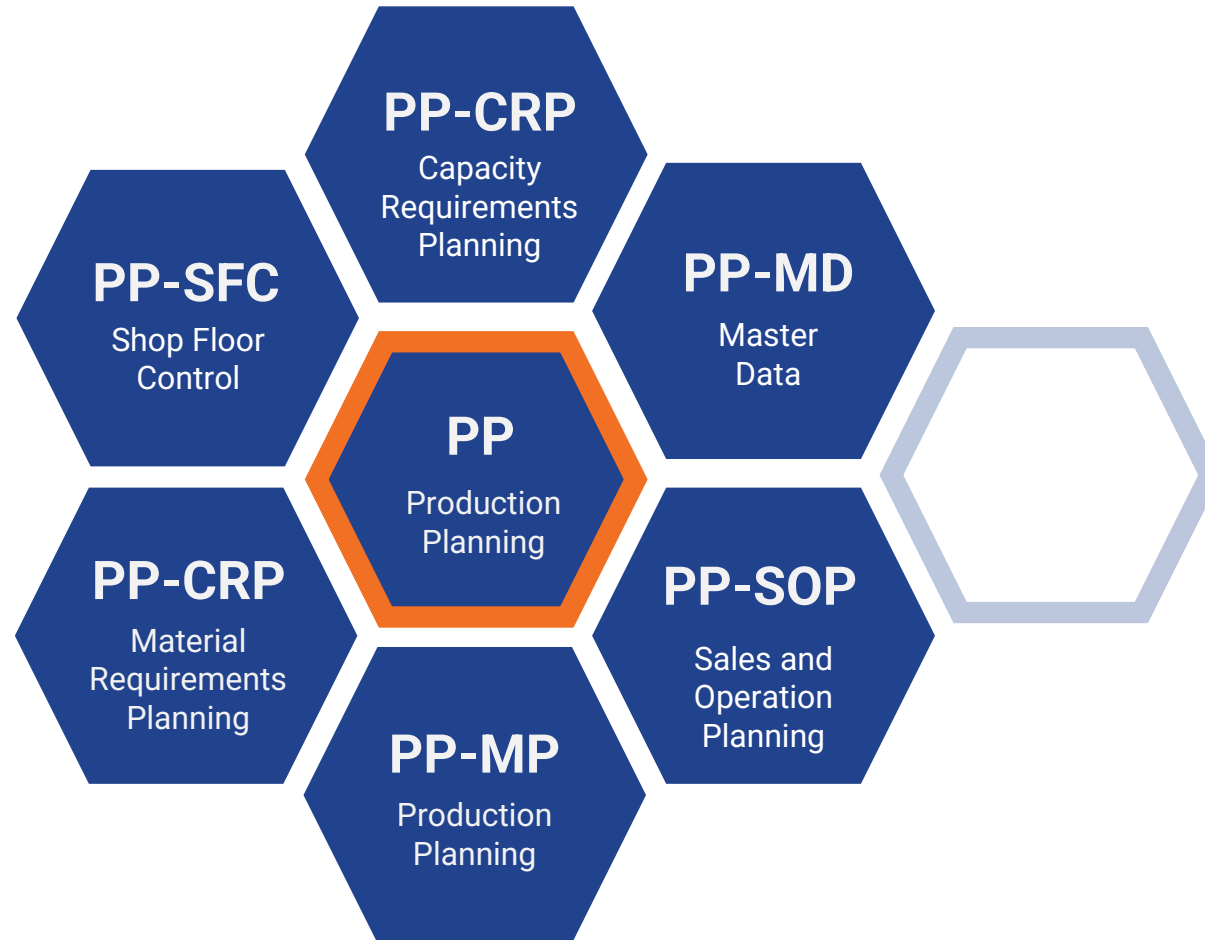 PP-CRP
Capacity
Requirements
Planning
PP-SFC
Shop Floor
Control
PP-MD
Master
Data
PP
Production
Planning
PP-CRP
Material
Requirements
Planning
PP-SOP
Sales and
Operation
Planning
PP-MP
Production
Planning